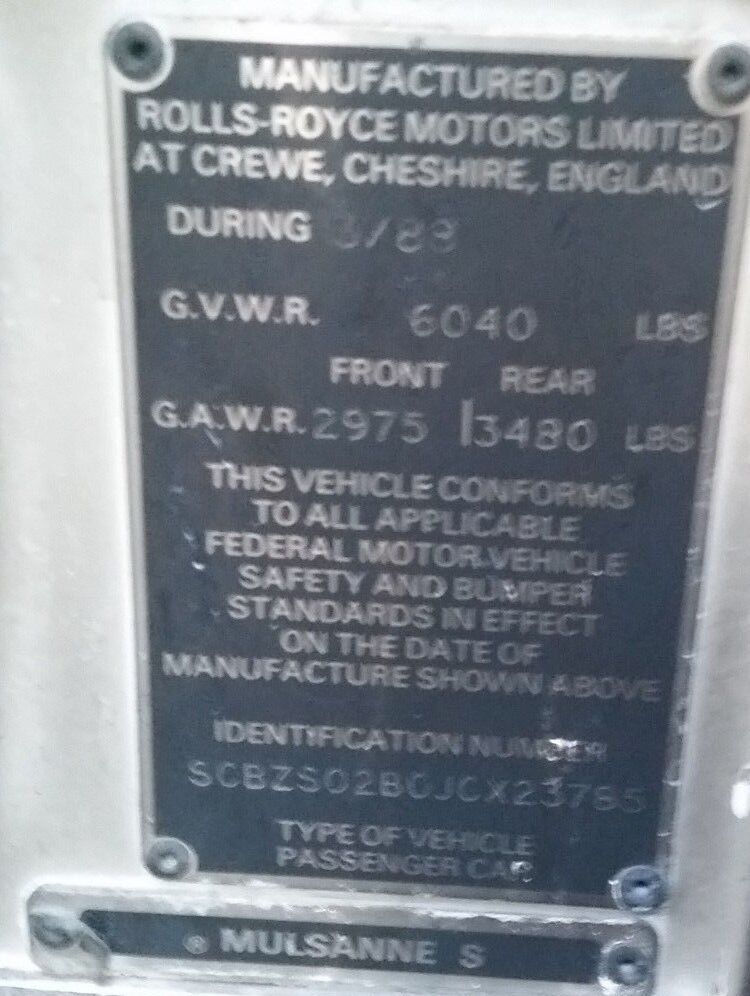 MANUFACTURED BY
ROLLS-ROYCE MOTORS LIMITED
AT CREWE, CHESHIRE, ENGLAND
DURING
G.V.W.R. 6040 LBS
FRONT REAR
G.A.W.R. 2975 | 3480 LBS
THIS VEHICLE CONFORMS
TO ALL APPLICABLE
FEDERAL MOTOR VEHICLE
SAFETY AND BUMPER
STANDARDS IN EFFECT
ON THE DATE OF
MANUFACTURE SHOWN ABOVE
IDENTIFICATION NUMBER
TYPE OF VEHICLE
PASSENGER CAR
® MULSANNE S